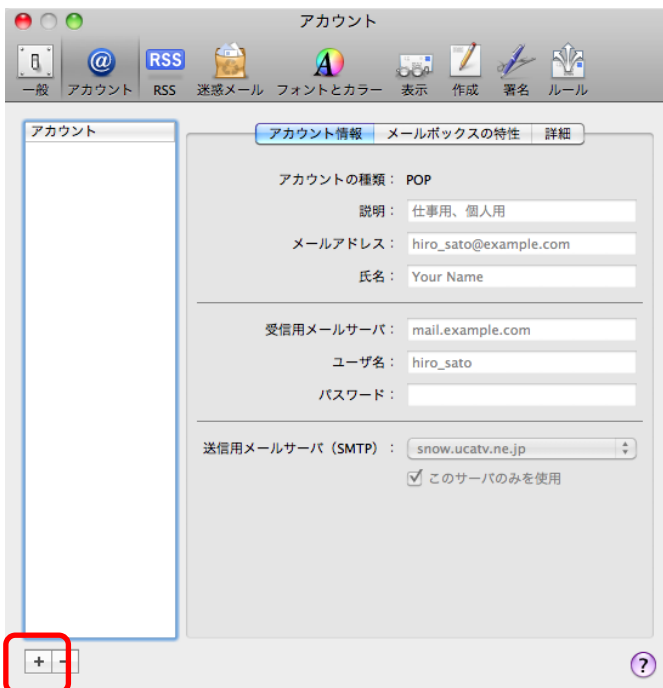 アカウント
RSS
一般 アカウント RSS 迷惑メール フォントとカラー 表示 作成 署名 ルール
アカウント
アカウント情報 メールボックスの特性 詳細
アカウントの種類： POP
説明： 仕事用、個人用
メールアドレス： hiro_sato@example.com
氏名： Your Name
受信用メールサーバ： mail.example.com
ユーザ名： hiro_sato
パスワード：
送信用メールサーバ（SMTP）： snow.ucatv.ne.jp
このサーバのみを使用
+ −
?